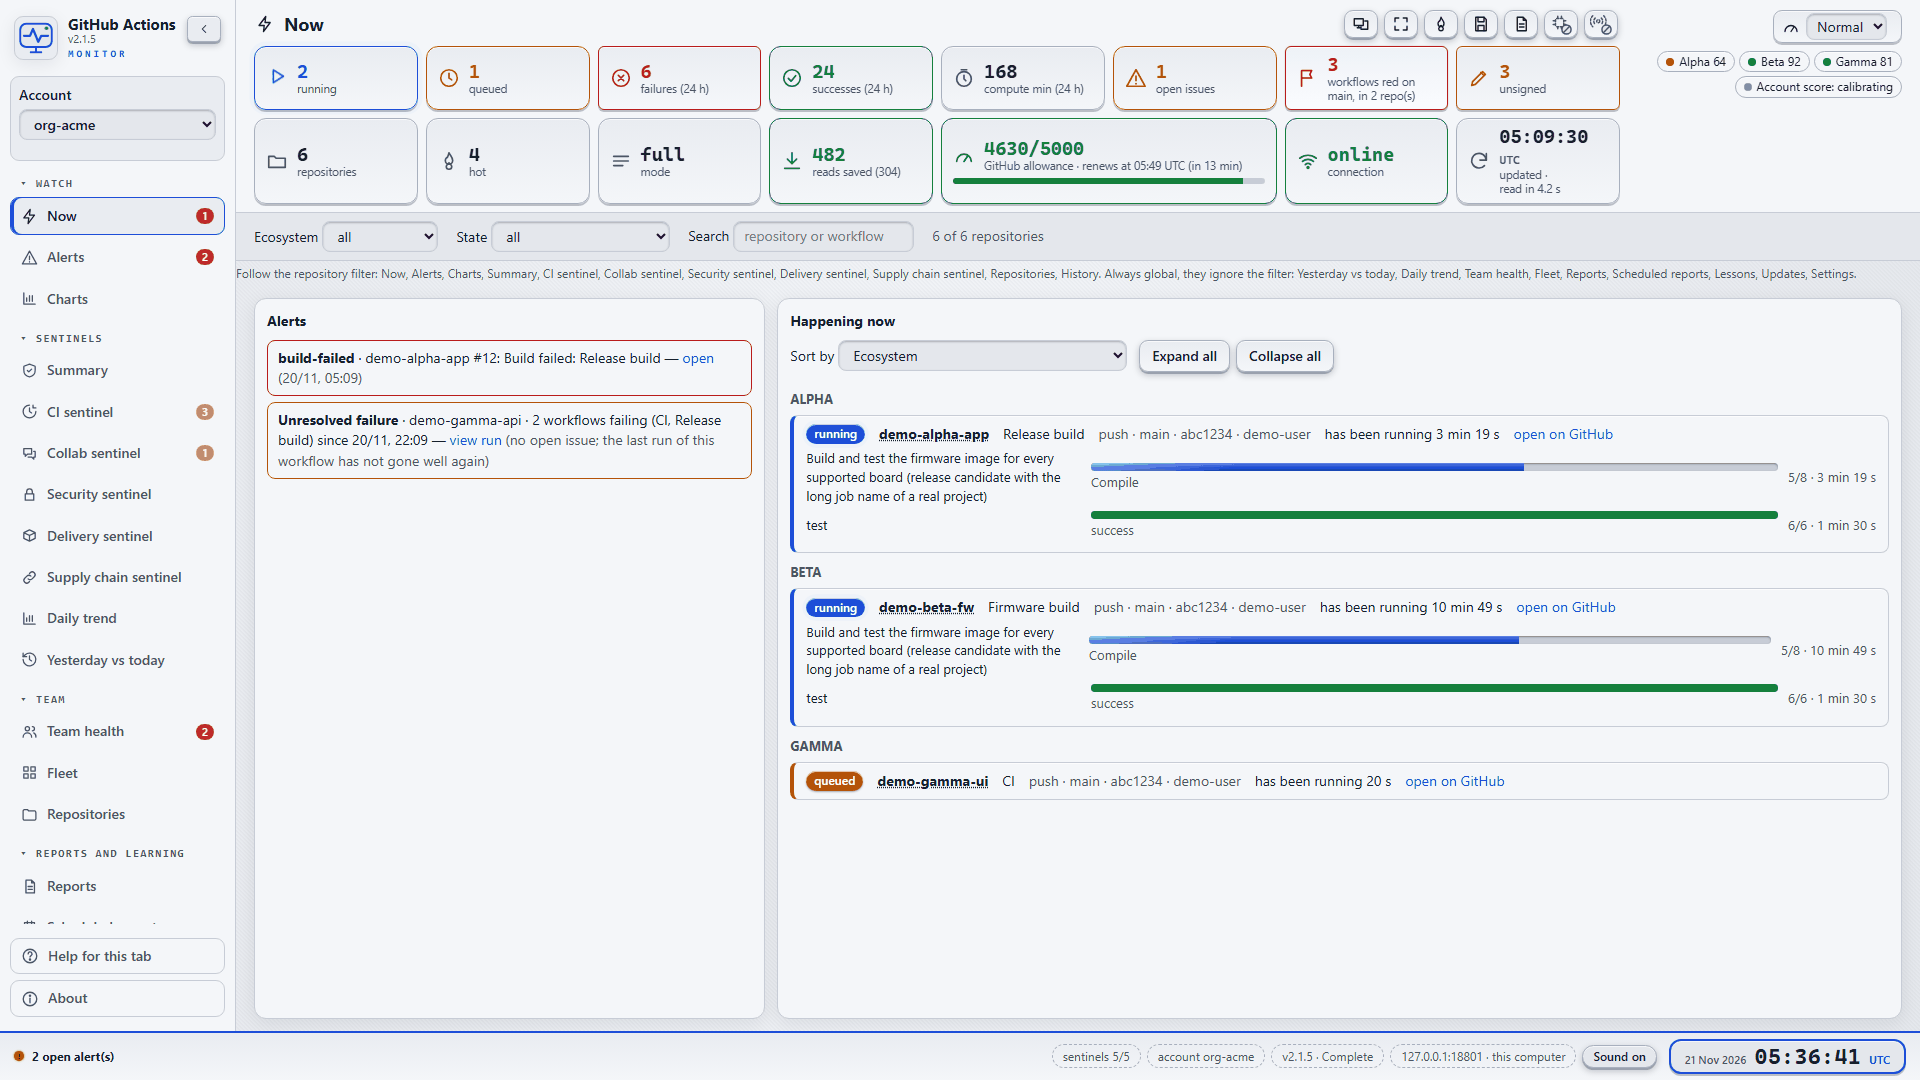 GitHub Actions
v2.1.5
MONITOR
Account
org-acme
WATCH
Now 1
Alerts 2
Charts
SENTINELS
Summary
CI sentinel 3
Collab sentinel 1
Security sentinel
Delivery sentinel
Supply chain sentinel
Daily trend
Yesterday vs today
TEAM
Team health 2
Fleet
Repositories
REPORTS AND LEARNING
Reports
Help for this tab
About
Now
Normal
Alpha 64
Beta 92
Gamma 81
Account score: calibrating
2
running
1
queued
6
failures (24 h)
24
successes (24 h)
168
compute min (24 h)
1
open issues
3
workflows red on
main, in 2 repo(s)
3
unsigned
6
repositories
4
hot
full
mode
482
reads saved (304)
4630/5000
GitHub allowance · renews at 05:49 UTC (in 13 min)
online
connection
05:09:30
UTC
updated ·
read in 4.2 s
Ecosystem all
State all
Search repository or workflow
6 of 6 repositories
Follow the repository filter: Now, Alerts, Charts, Summary, CI sentinel, Collab sentinel, Security sentinel, Delivery sentinel, Supply chain sentinel, Repositories, History. Always global, they ignore the filter: Yesterday vs today, Daily trend, Team health, Fleet, Reports, Scheduled reports, Lessons, Updates, Settings.
Alerts
build-failed · demo-alpha-app #12: Build failed: Release build — open
(20/11, 05:09)
Unresolved failure · demo-gamma-api · 2 workflows failing (CI, Release
build) since 20/11, 22:09 — view run (no open issue; the last run of this
workflow has not gone well again)
Happening now
Sort by Ecosystem
Expand all
Collapse all
ALPHA
running demo-alpha-app Release build push · main · abc1234 · demo-user has been running 3 min 19 s open on GitHub
Build and test the firmware image for every
supported board (release candidate with the
long job name of a real project)
Compile
5/8 · 3 min 19 s
test
success
6/6 · 1 min 30 s
BETA
running demo-beta-fw Firmware build push · main · abc1234 · demo-user has been running 10 min 49 s open on GitHub
Build and test the firmware image for every
supported board (release candidate with the
long job name of a real project)
Compile
5/8 · 10 min 49 s
test
success
6/6 · 1 min 30 s
GAMMA
queued demo-gamma-ui CI push · main · abc1234 · demo-user has been running 20 s open on GitHub
2 open alert(s)
sentinels 5/5
account org-acme
v2.1.5 · Complete
127.0.0.1:18801 · this computer
Sound on
21 Nov 2026 05:36:41 UTC